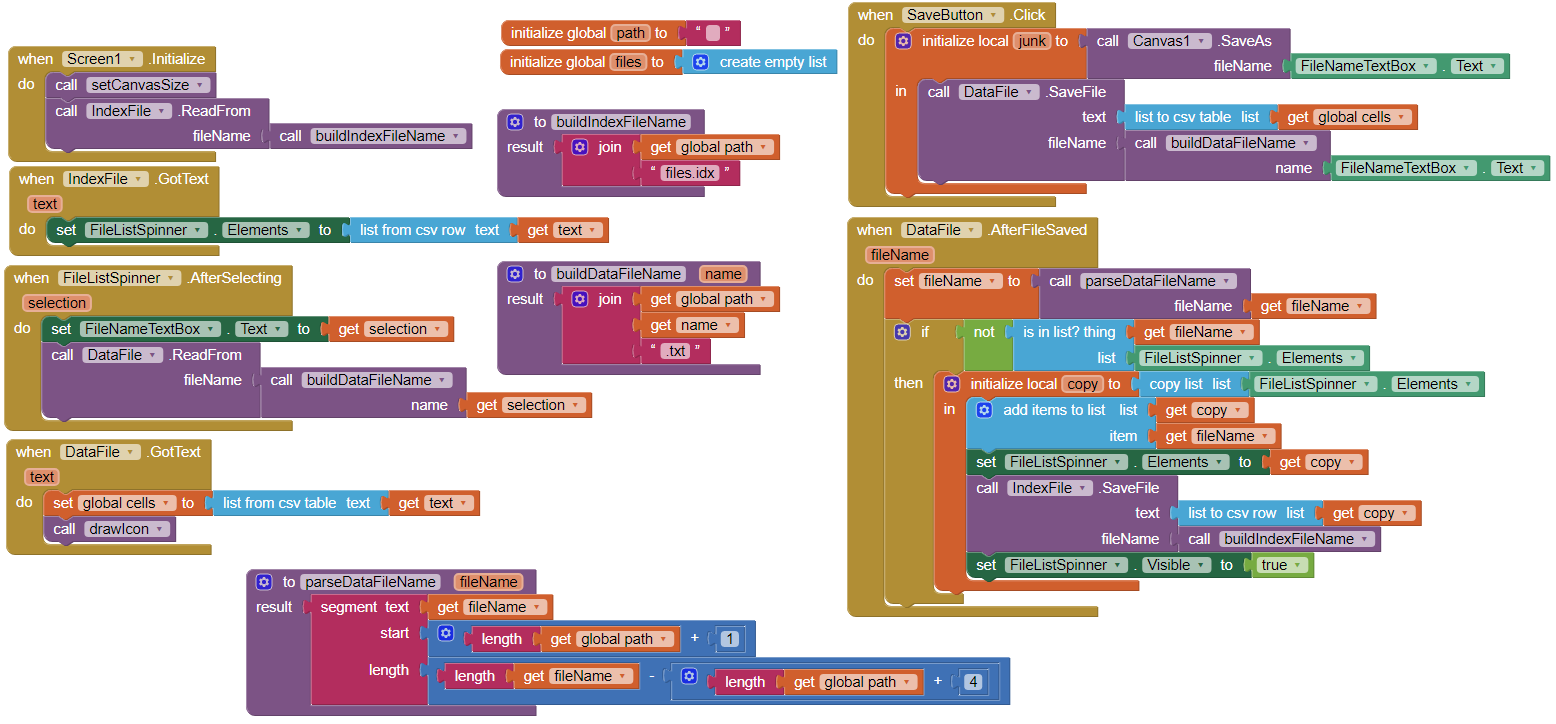 when Screen1 .Initialize
do call setCanvasSize
call IndexFile .ReadFrom
fileName call buildIndexFileName
when IndexFile .GotText
text
do set FileListSpinner . Elements to list from csv row text get text
when FileListSpinner .AfterSelecting
selection
do set FileNameTextBox . Text to get selection
call DataFile .ReadFrom
fileName call buildDataFileName
name get selection
when DataFile .GotText
text
do set global cells to list from csv table text get text
call drawIcon
initialize global path to “ ”
initialize global files to create empty list
to buildIndexFileName
result join get global path
“ files.idx ”
to buildDataFileName name
result join get global path
get name
“ .txt ”
to parseDataFileName fileName
result segment text get fileName
start length get global path + 1
length length get fileName - length get global path + 4
when SaveButton .Click
do initialize local junk to call Canvas1 .SaveAs
fileName FileNameTextBox . Text
in call DataFile .SaveFile
text list to csv table list get global cells
fileName call buildDataFileName
name FileNameTextBox . Text
when DataFile .AfterFileSaved
fileName
do set fileName to call parseDataFileName
fileName get fileName
if not is in list? thing get fileName
list FileListSpinner . Elements
then initialize local copy to copy list list FileListSpinner . Elements
in add items to list list get copy
item get fileName
set FileListSpinner . Elements to get copy
call IndexFile .SaveFile
text list to csv row list get copy
fileName call buildIndexFileName
set FileListSpinner . Visible to true